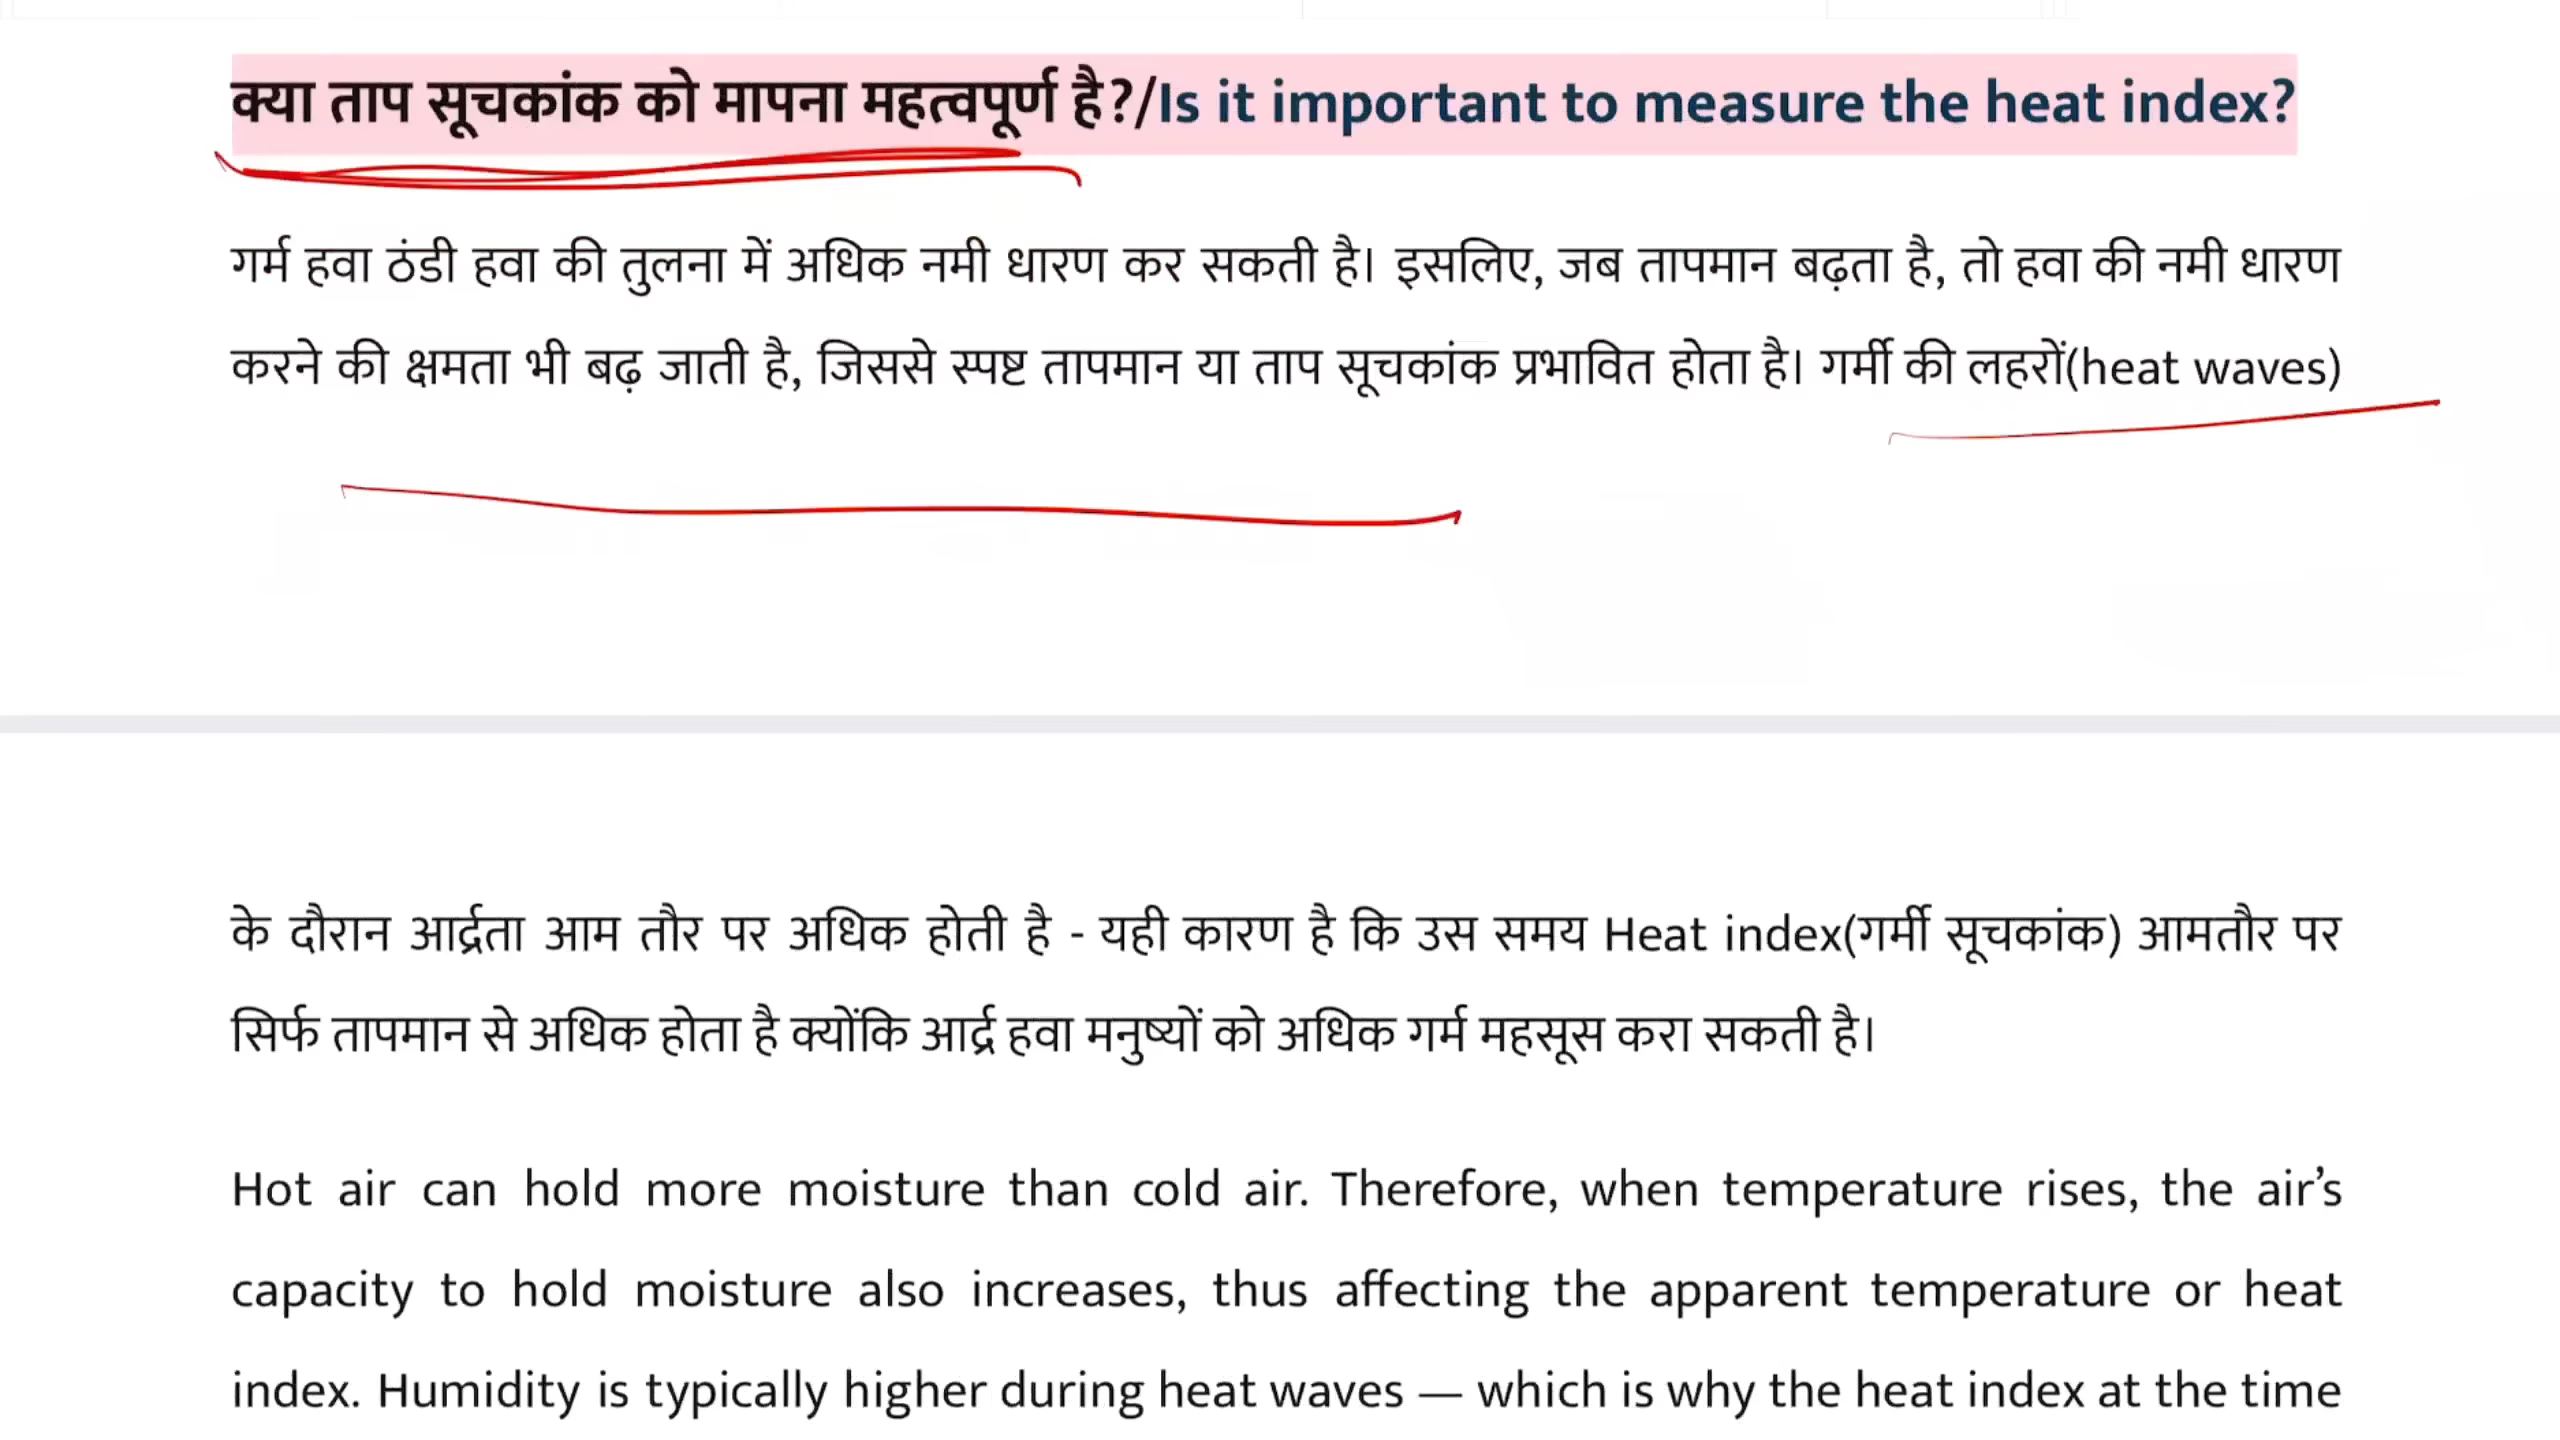 क्या ताप सूचकांक को मापना महत्वपूर्ण है?/Is it important to measure the heat index?
गर्म हवा ठंडी हवा की तुलना में अधिक नमी धारण कर सकती है। इसलिए, जब तापमान बढ़ता है, तो हवा की नमी धारण
करने की क्षमता भी बढ़ जाती है, जिससे स्पष्ट तापमान या ताप सूचकांक प्रभावित होता है। गर्मी की लहरों(heat waves)
के दौरान आर्द्रता आम तौर पर अधिक होती है - यही कारण है कि उस समय Heat index(गर्मी सूचकांक) आमतौर पर
सिर्फ तापमान से अधिक होता है क्योंकि आर्द्र हवा मनुष्यों को अधिक गर्म महसूस करा सकती है।
Hot air can hold more moisture than cold air. Therefore, when temperature rises, the air’s
capacity to hold moisture also increases, thus affecting the apparent temperature or heat
index. Humidity is typically higher during heat waves — which is why the heat index at the time